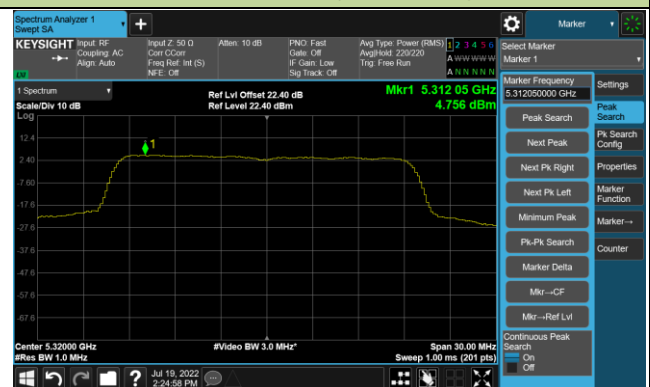 Spectrum Analyzer 1
Swept SA
Marker
KEYSIGHT
Input: RF
Coupling: AC
Align: Auto
Input Z: 50 Ω
Corr CCorr
Freq Ref: Int (S)
NFE: Off
Atten: 10 dB
PNO: Fast
Gate: Off
IF Gain: Low
Sig Track: Off
Avg Type: Power (RMS)
Avg|Hold: 220/220
Trig: Free Run
1 2 3 4 5 6
A W W W W W
A N N N N N
LXI
Select Marker
Marker 1
1 Spectrum
Scale/Div 10 dB
Log
Ref Lvl Offset 22.40 dB
Ref Level 22.40 dBm
Mkr1 5.312 05 GHz
4.756 dBm
12.4
2.40
-7.60
-17.6
-27.6
-37.6
-47.6
-57.6
-67.6
1
Center 5.32000 GHz
#Res BW 1.0 MHz
#Video BW 3.0 MHz*
Span 30.00 MHz
Sweep 1.00 ms (201 pts)
Marker Frequency
5.312050000 GHz
Peak Search
Next Peak
Next Pk Right
Next Pk Left
Minimum Peak
Pk-Pk Search
Marker Delta
Mkr→CF
Mkr→Ref Lvl
Continuous Peak
Search
On
Off
Settings
Peak
Search
Pk Search
Config
Properties
Marker
Function
Marker→
Counter
Jul 19, 2022
2:24:58 PM